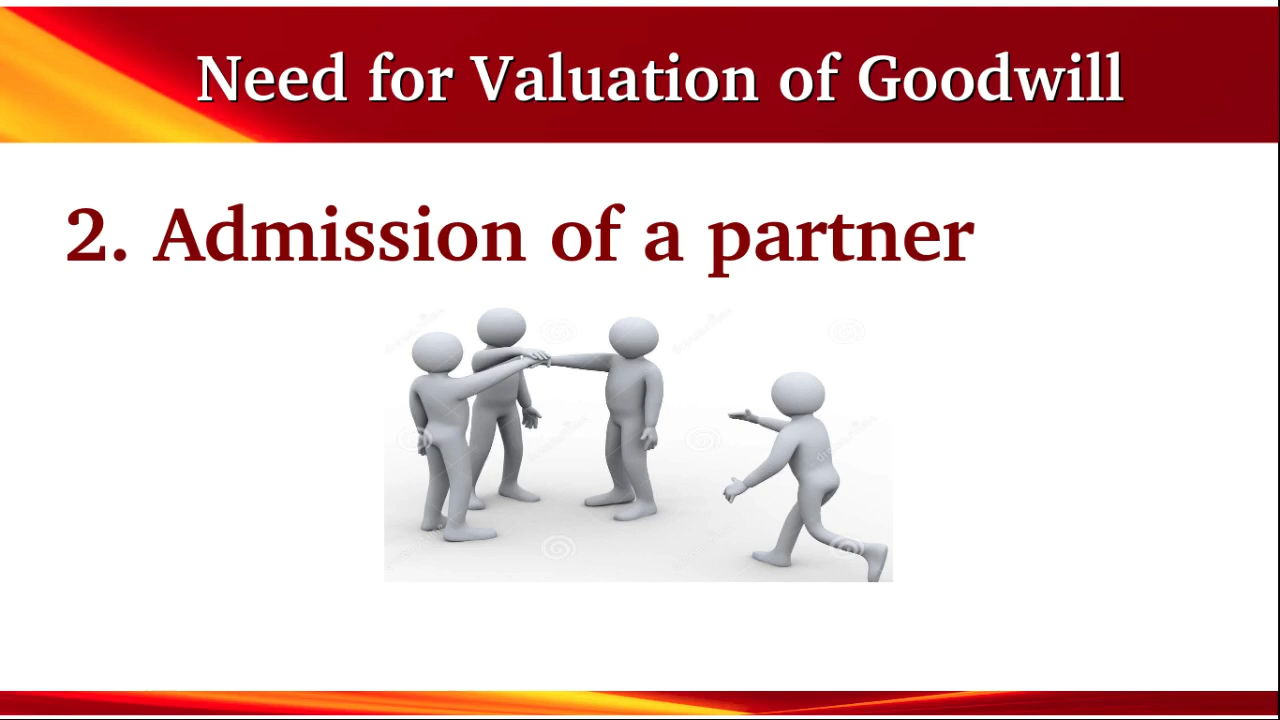 Need for Valuation of Goodwill
2. Admission of a partner